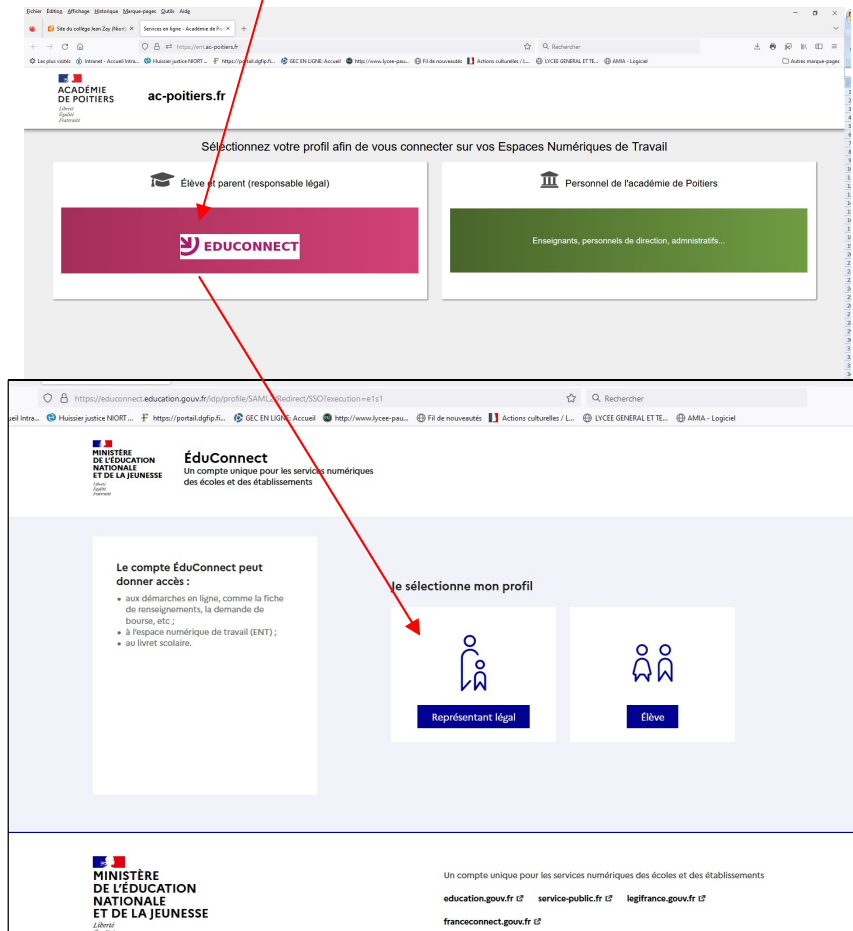 Fichier Édition Affichage Historique Marque-pages Outils Aide
Site du collège Jean Zay (Niort) × Services en ligne - Académie de Poi × +
https://ent.ac-poitiers.fr Rechercher
Les plus visités Intranet - Accueil Intra... Huissier justice NIORT ... https://portail.dgfip.fi... GEC EN LIGNE: Accueil http://www.lycee-pau... Fil de nouveautés Actions culturelles / L... LYCEE GENERAL ET TE... AMIA - Logiciel Autres marque-pages
ACADÉMIE
DE POITIERS
Liberté
Égalité
Fraternité
ac-poitiers.fr
Sélectionnez votre profil afin de vous connecter sur vos Espaces Numériques de Travail
Élève et parent (responsable légal)
EDUCONNECT
Personnel de l'académie de Poitiers
Enseignants, personnels de direction, admnistratifs...
https://educonnect.education.gouv.fr/idp/profile/SAML2/Redirect/SSO?execution=e1s1 Rechercher
ueil Intra... Huissier justice NIORT ... https://portail.dgfip.fi... GEC EN LIGNE: Accueil http://www.lycee-pau... Fil de nouveautés Actions culturelles / L... LYCEE GENERAL ET TE... AMIA - Logiciel
MINISTÈRE
DE L'ÉDUCATION
NATIONALE
ET DE LA JEUNESSE
Liberté
Égalité
Fraternité
ÉduConnect
Un compte unique pour les services numériques
des écoles et des établissements
Le compte ÉduConnect peut
donner accès :
• aux démarches en ligne, comme la fiche
de renseignements, la demande de
bourse, etc ;
• à l'espace numérique de travail (ENT) ;
• au livret scolaire.
Je sélectionne mon profil
Représentant légal
Élève
MINISTÈRE
DE L'ÉDUCATION
NATIONALE
ET DE LA JEUNESSE
Liberté
Un compte unique pour les services numériques des écoles et des établissements
education.gouv.fr service-public.fr legifrance.gouv.fr
franceconnect.gouv.fr